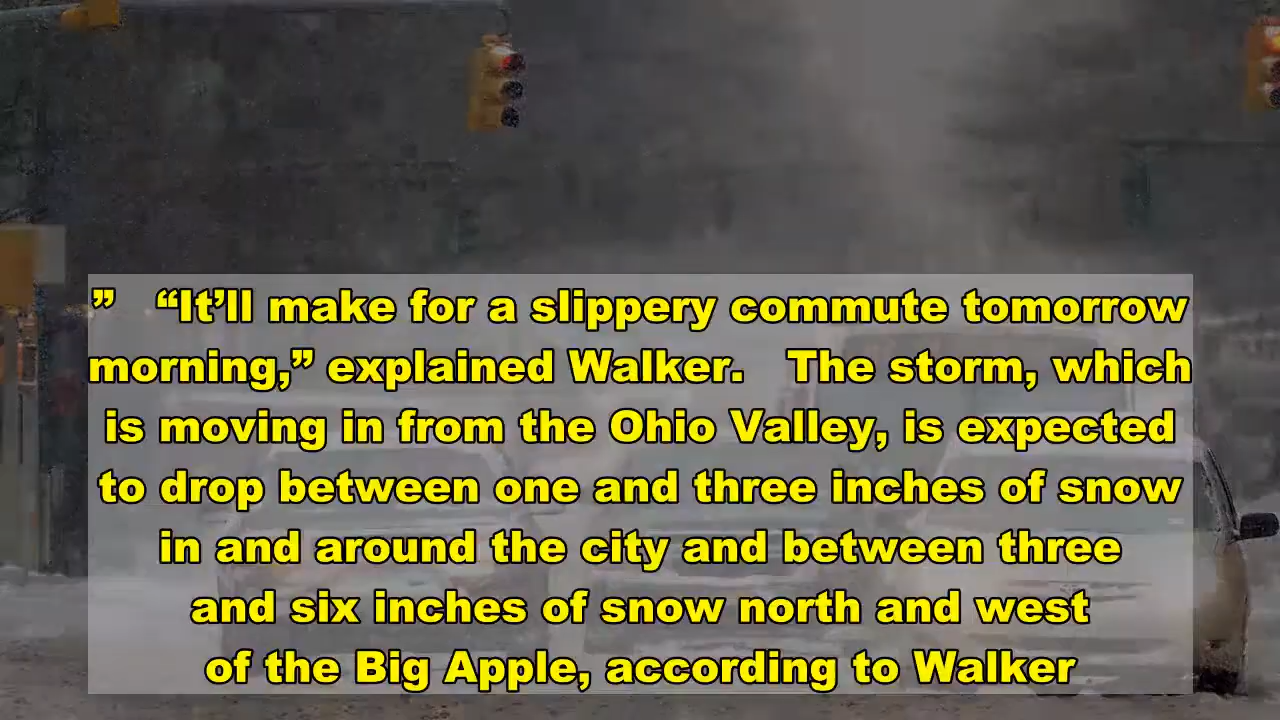 ”   “It’ll make for a slippery commute tomorrow
morning,” explained Walker.   The storm, which
is moving in from the Ohio Valley, is expected
to drop between one and three inches of snow
in and around the city and between three
and six inches of snow north and west
of the Big Apple, according to Walker